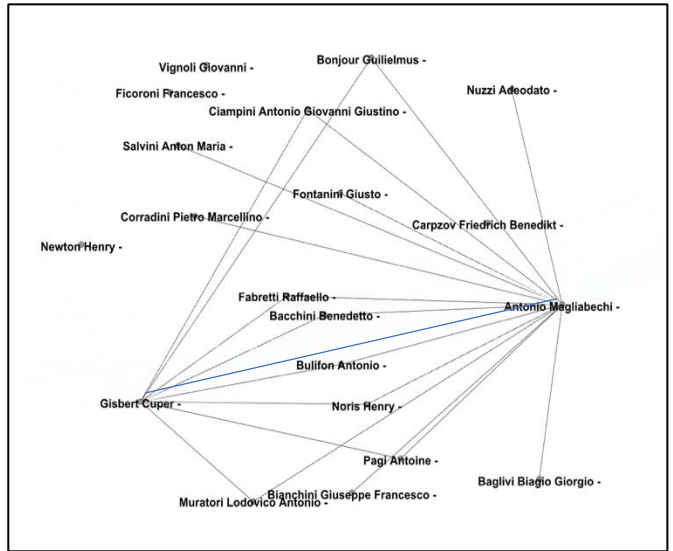 Bonjour Guilielmus -
Vignoli Giovanni -
Nuzzi Adeodato -
Ficoroni Francesco -
Ciampini Antonio Giovanni Giustino -
Salvini Anton Maria -
Fontanini Giusto -
Corradini Pietro Marcellino -
Carpzov Friedrich Benedikt -
Newton Henry -
Fabretti Raffaello -
Antonio Magliabechi -
Bacchini Benedetto -
Bulifon Antonio -
Gisbert Cuper -
Noris Henry -
Pagi Antoine -
Baglivi Biagio Giorgio -
Bianchini Giuseppe Francesco -
Muratori Lodovico Antonio -